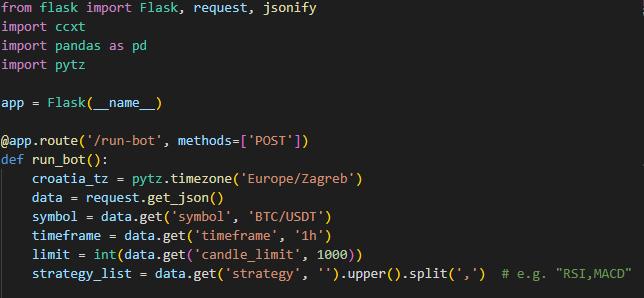 from flask import Flask, request, jsonify
import ccxt
import pandas as pd
import pytz

app = Flask(__name__)

@app.route('/run-bot', methods=['POST'])
def run_bot():
    croatia_tz = pytz.timezone('Europe/Zagreb')
    data = request.get_json()
    symbol = data.get('symbol', 'BTC/USDT')
    timeframe = data.get('timeframe', '1h')
    limit = int(data.get('candle_limit', 1000))
    strategy_list = data.get('strategy', '').upper().split(',')  # e.g. "RSI,MACD"